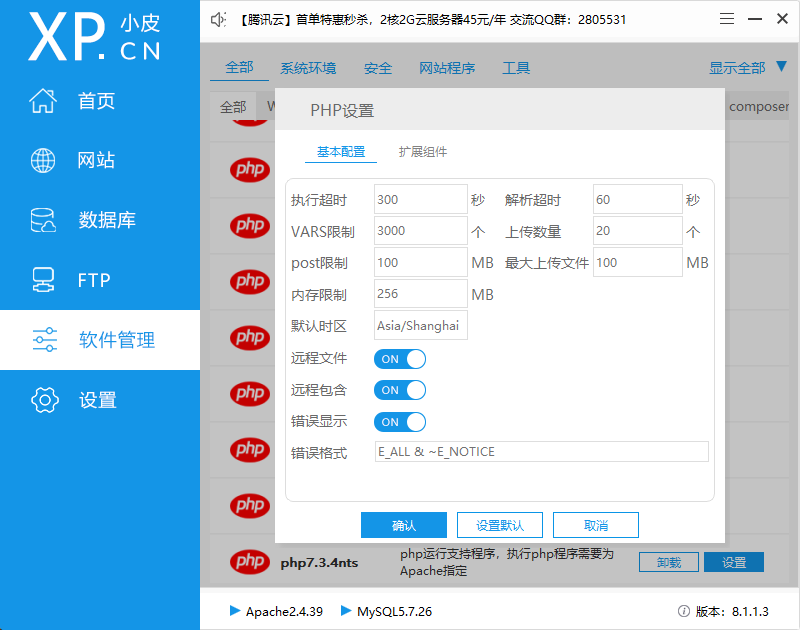 XP.CN 小皮
【腾讯云】首单特惠秒杀，2核2G云服务器45元/年 交流QQ群：2805531
首页
网站
数据库
FTP
软件管理
设置
全部 系统环境 安全 网站程序 工具 显示全部
全部 W composer
PHP设置
基本配置 扩展组件
执行超时 300 秒 解析超时 60 秒
VARS限制 3000 个 上传数量 20 个
post限制 100 MB 最大上传文件 100 MB
内存限制 256 MB
默认时区 Asia/Shanghai
远程文件 ON
远程包含 ON
错误显示 ON
错误格式 E_ALL & ~E_NOTICE
确认 设置默认 取消
php
php
php
php
php
php
php
php php7.3.4nts php运行支持程序，执行php程序需要为
Apache指定 卸载 设置
Apache2.4.39 MySQL5.7.26 版本：8.1.1.3